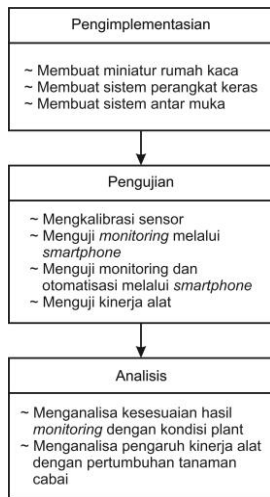 Pengimplementasian
~ Membuat miniatur rumah kaca
~ Membuat sistem perangkat keras
~ Membuat sistem antar muka
Pengujian
~ Mengkalibrasi sensor
~ Menguji monitoring melalui
smartphone
~ Menguji monitoring dan
otomatisasi melalui smartphone
~ Menguji kinerja alat
Analisis
~ Menganalisa kesesuaian hasil
monitoring dengan kondisi plant
~ Menganalisa pengaruh kinerja alat
dengan pertumbuhan tanaman
cabai